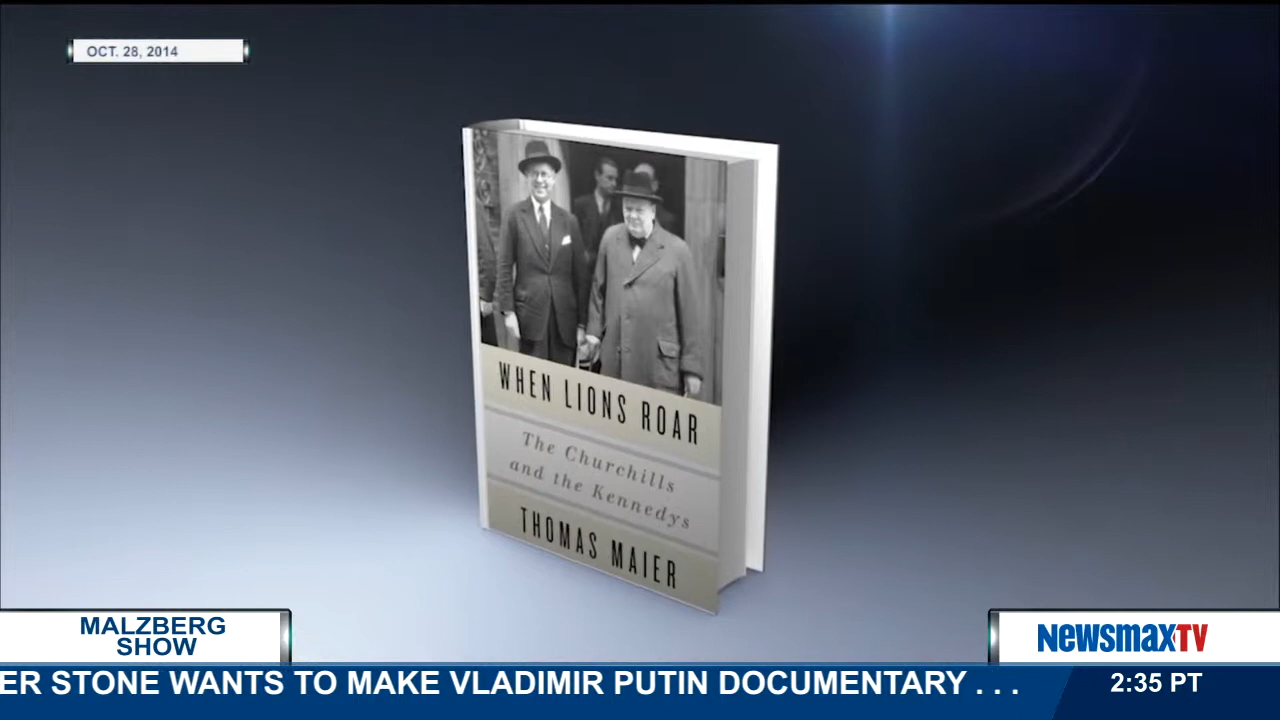 OCT. 28, 2014
WHEN LIONS ROAR
The Churchills
and the Kennedys
THOMAS MAIER
MALZBERG
SHOW
NEWSMAXTV
ER STONE WANTS TO MAKE VLADIMIR PUTIN DOCUMENTARY . . .
2:35 PT